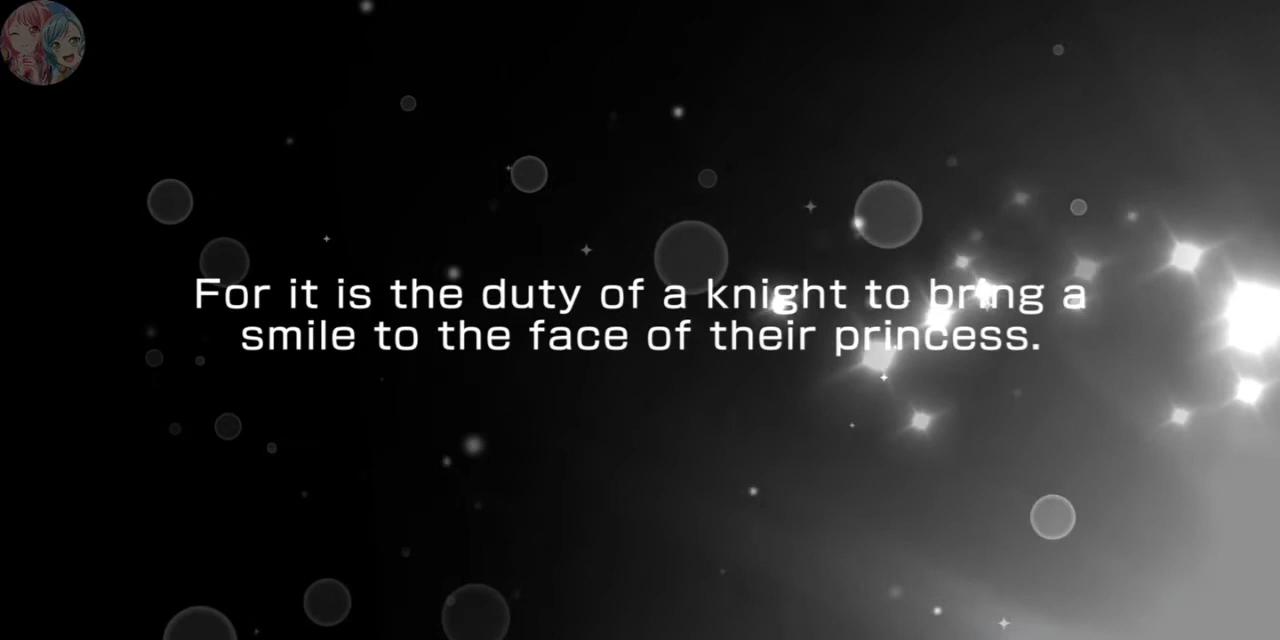 For it is the duty of a knight to bring a
smile to the face of their princess.